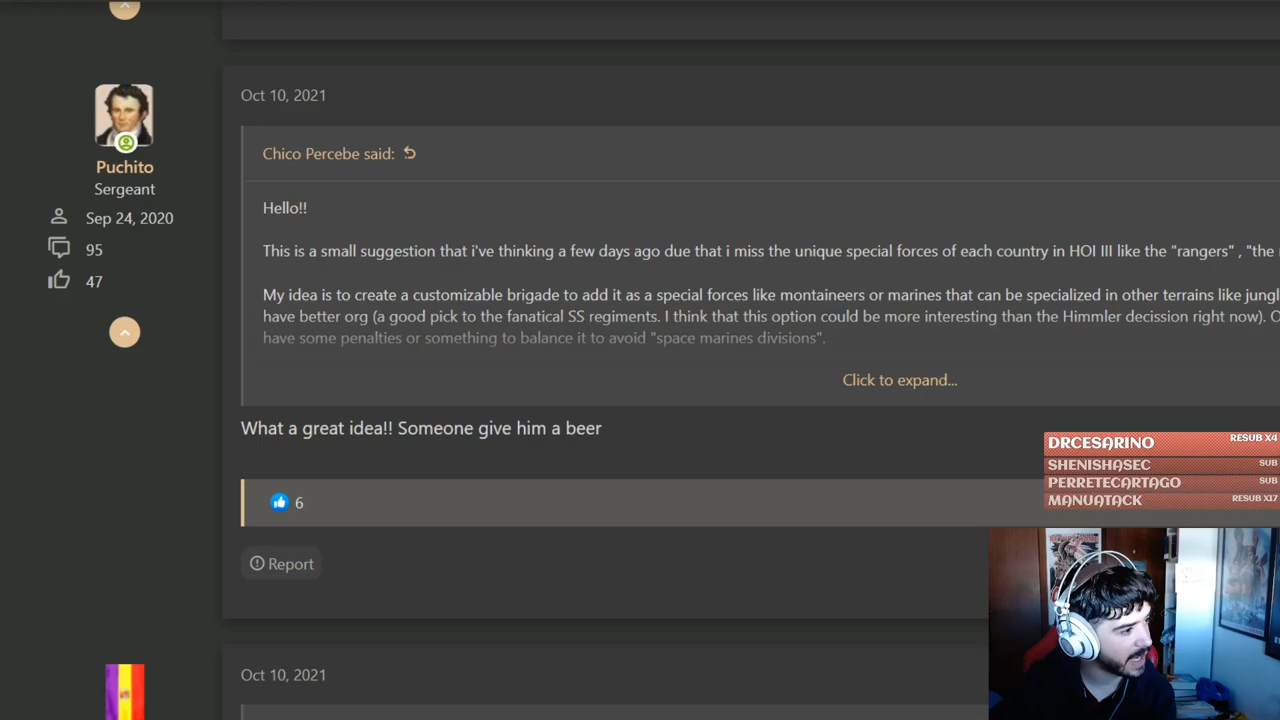 Oct 10, 2021
Puchito
Sergeant
Sep 24, 2020
95
47
Chico Percebe said:
Hello!!
This is a small suggestion that i've thinking a few days ago due that i miss the unique special forces of each country in HOI III like the "rangers" , "the
My idea is to create a customizable brigade to add it as a special forces like montaineers or marines that can be specialized in other terrains like jungl
have better org (a good pick to the fanatical SS regiments. I think that this option could be more interesting than the Himmler decission right now). O
have some penalties or something to balance it to avoid "space marines divisions".
Click to expand...
What a great idea!! Someone give him a beer
6
Report
DRCESARINO RESUB X4
SHENISHASEC SUB
PERRETECARTAGO SUB
MANUATACK RESUB X17
Oct 10, 2021